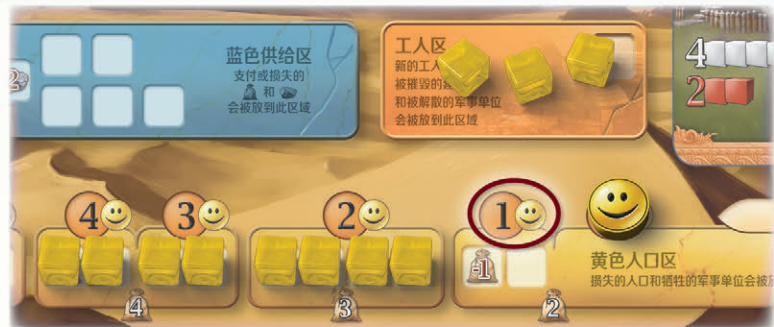 2
蓝色供给区
支付或损失的
和
会被放到此区域
工人区
新的工人
被摧毁的
和被解散的军事单位
会被放到此区域
4
2
4
3
2
1
-1
4
3
2
黄色人口区
损失的人口和牺牲的军事单位会被放